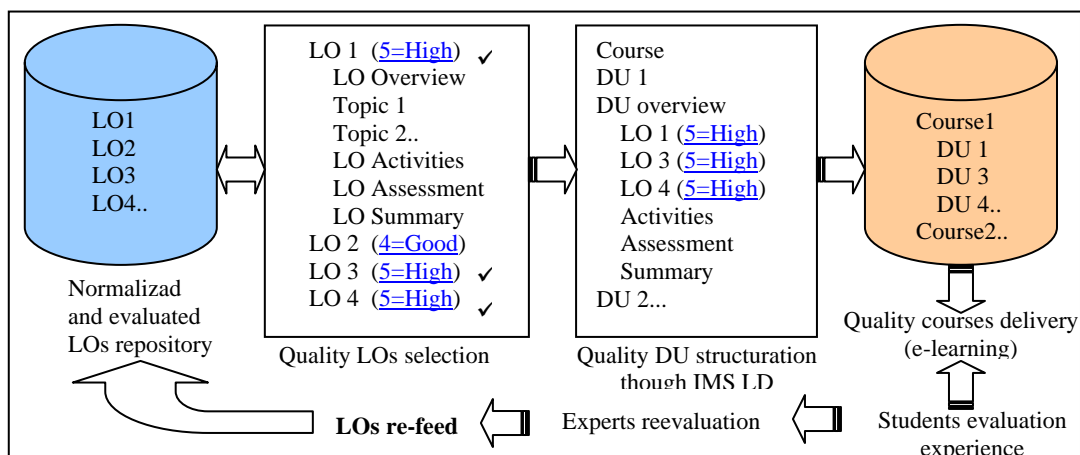 LO1
LO2
LO3
LO4..
Normalizad
and evaluated
LOs repository
LO 1 (5=High) ✓
LO Overview
Topic 1
Topic 2..
LO Activities
LO Assessment
LO Summary
LO 2 (4=Good)
LO 3 (5=High) ✓
LO 4 (5=High) ✓
Quality LOs selection
Course
DU 1
DU overview
LO 1 (5=High)
LO 3 (5=High)
LO 4 (5=High)
Activities
Assessment
Summary
DU 2...
Quality DU structuration
though IMS LD
Course1
DU 1
DU 3
DU 4..
Course2..
Quality courses delivery
(e-learning)
Students evaluation
experience
Experts reevaluation
LOs re-feed